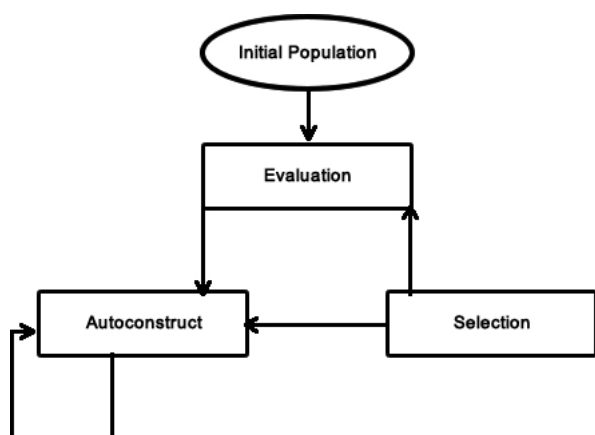 Initial Population
Evaluation
Autoconstruct
Selection